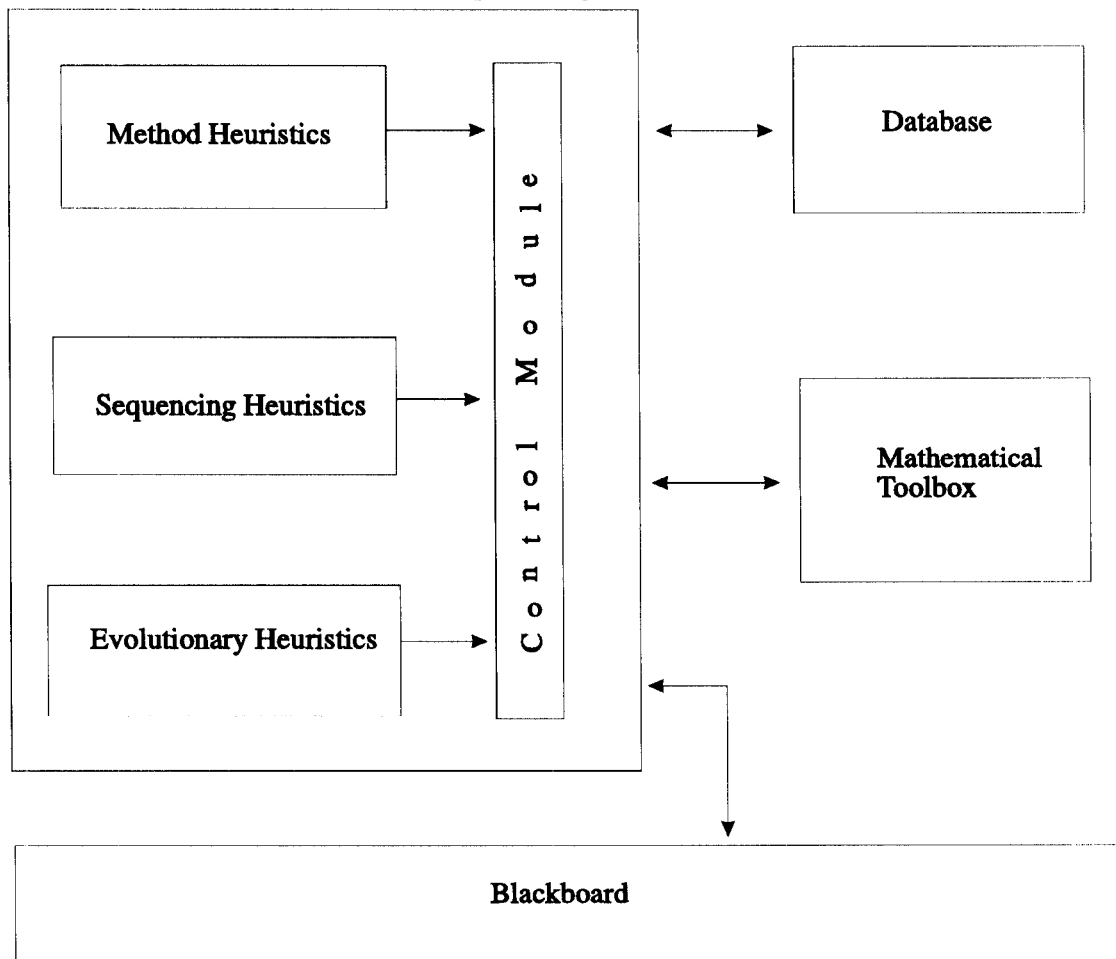 Method Heuristics
Database
Control Module
Sequencing Heuristics
Mathematical
Toolbox
Evolutionary Heuristics
Blackboard